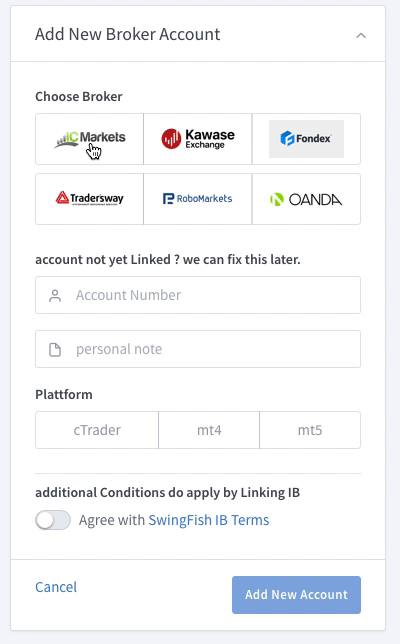 Add New Broker Account
Choose Broker
IC Markets
Kawase
Exchange
Fondex
Tradersway
RoboMarkets
OANDA
account not yet Linked ? we can fix this later.
Account Number
personal note
Plattform
cTrader mt4 mt5
additional Conditions do apply by Linking IB
Agree with SwingFish IB Terms
Cancel
Add New Account